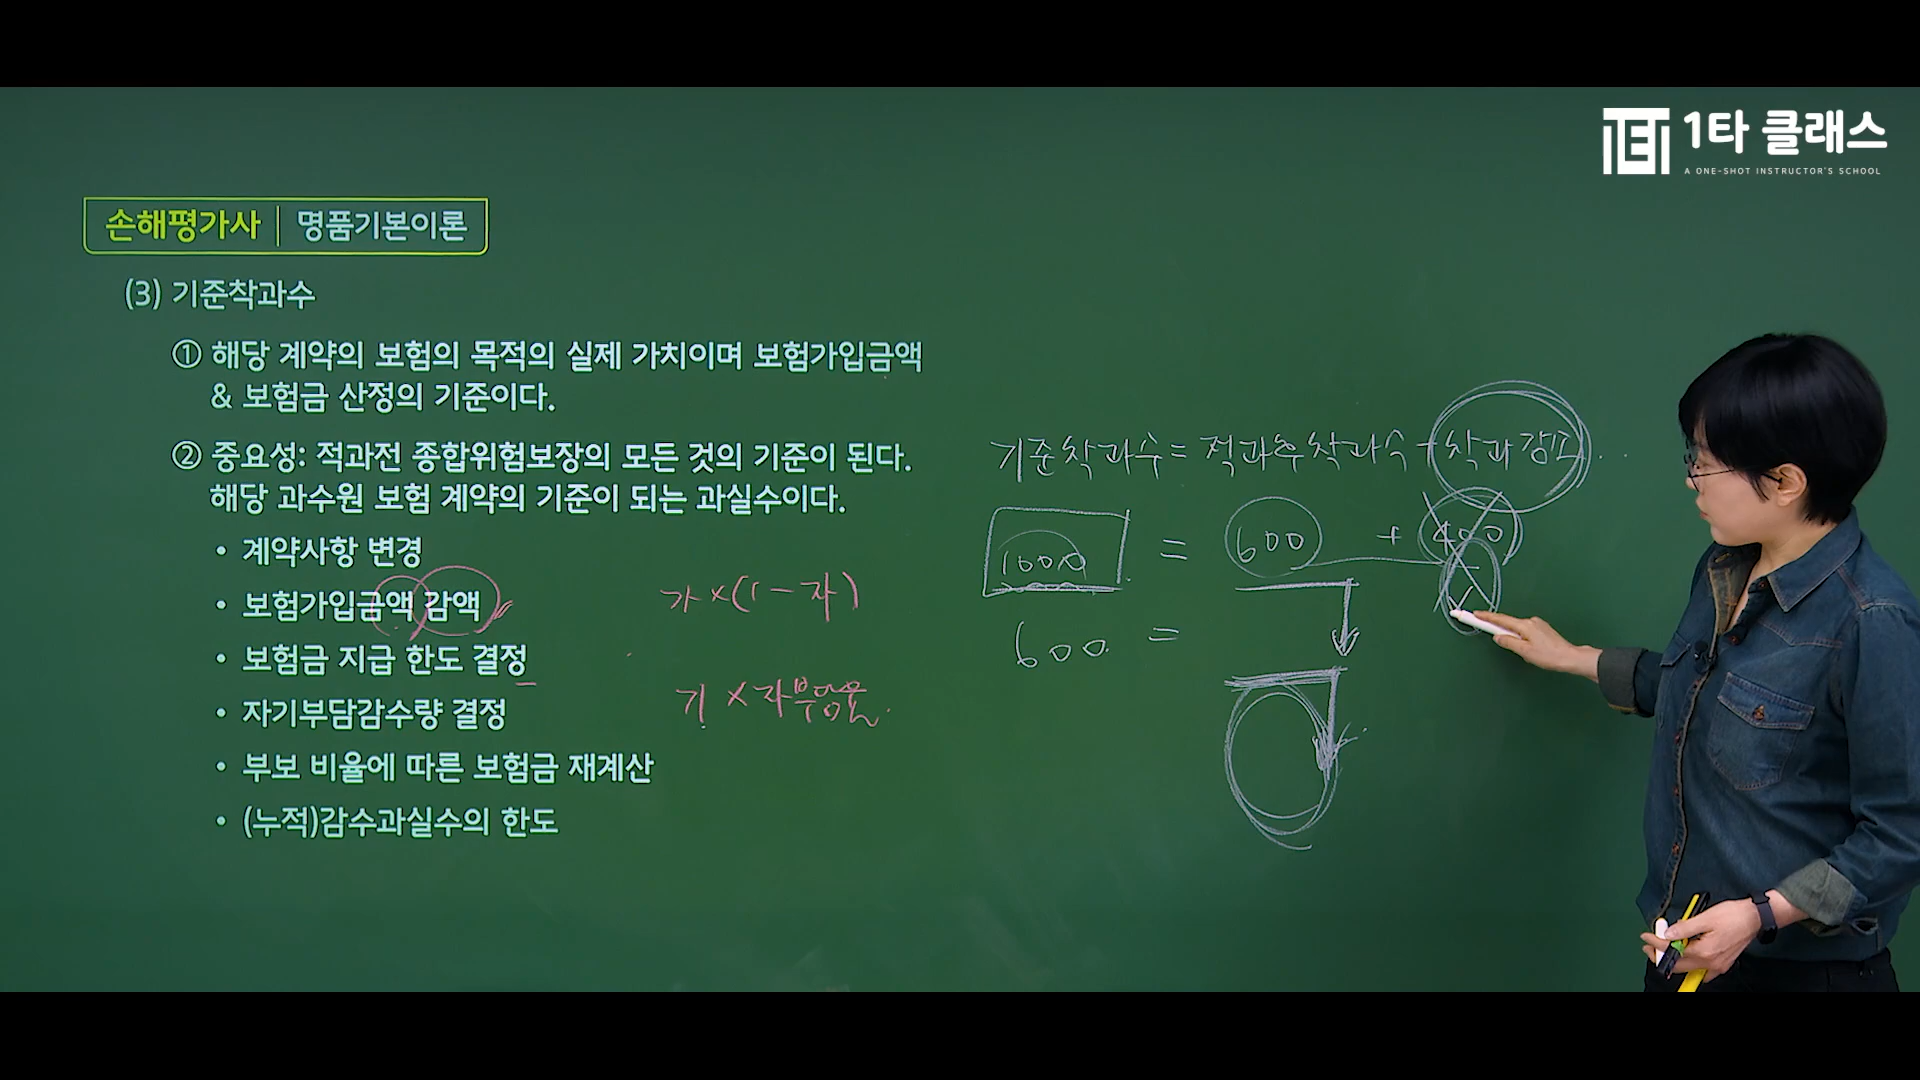 1타 클래스
A ONE-SHOT INSTRUCTOR'S SCHOOL
손해평가사 | 명품기본이론
(3) 기준착과수
① 해당 계약의 보험의 목적의 실제 가치이며 보험가입금액
& 보험금 산정의 기준이다.
② 중요성: 적과전 종합위험보장의 모든 것의 기준이 된다.
해당 과수원 보험 계약의 기준이 되는 과실수이다.
• 계약사항 변경
• 보험가입금액 감액
• 보험금 지급 한도 결정
• 자기부담감수량 결정
• 부보 비율에 따른 보험금 재계산
• (누적)감수과실수의 한도
가 × (1 - 자)
기 × 자부담율.
기준착과수 = 적과후착과수 + 착과감소..
1000 = 600 + 400
600 =